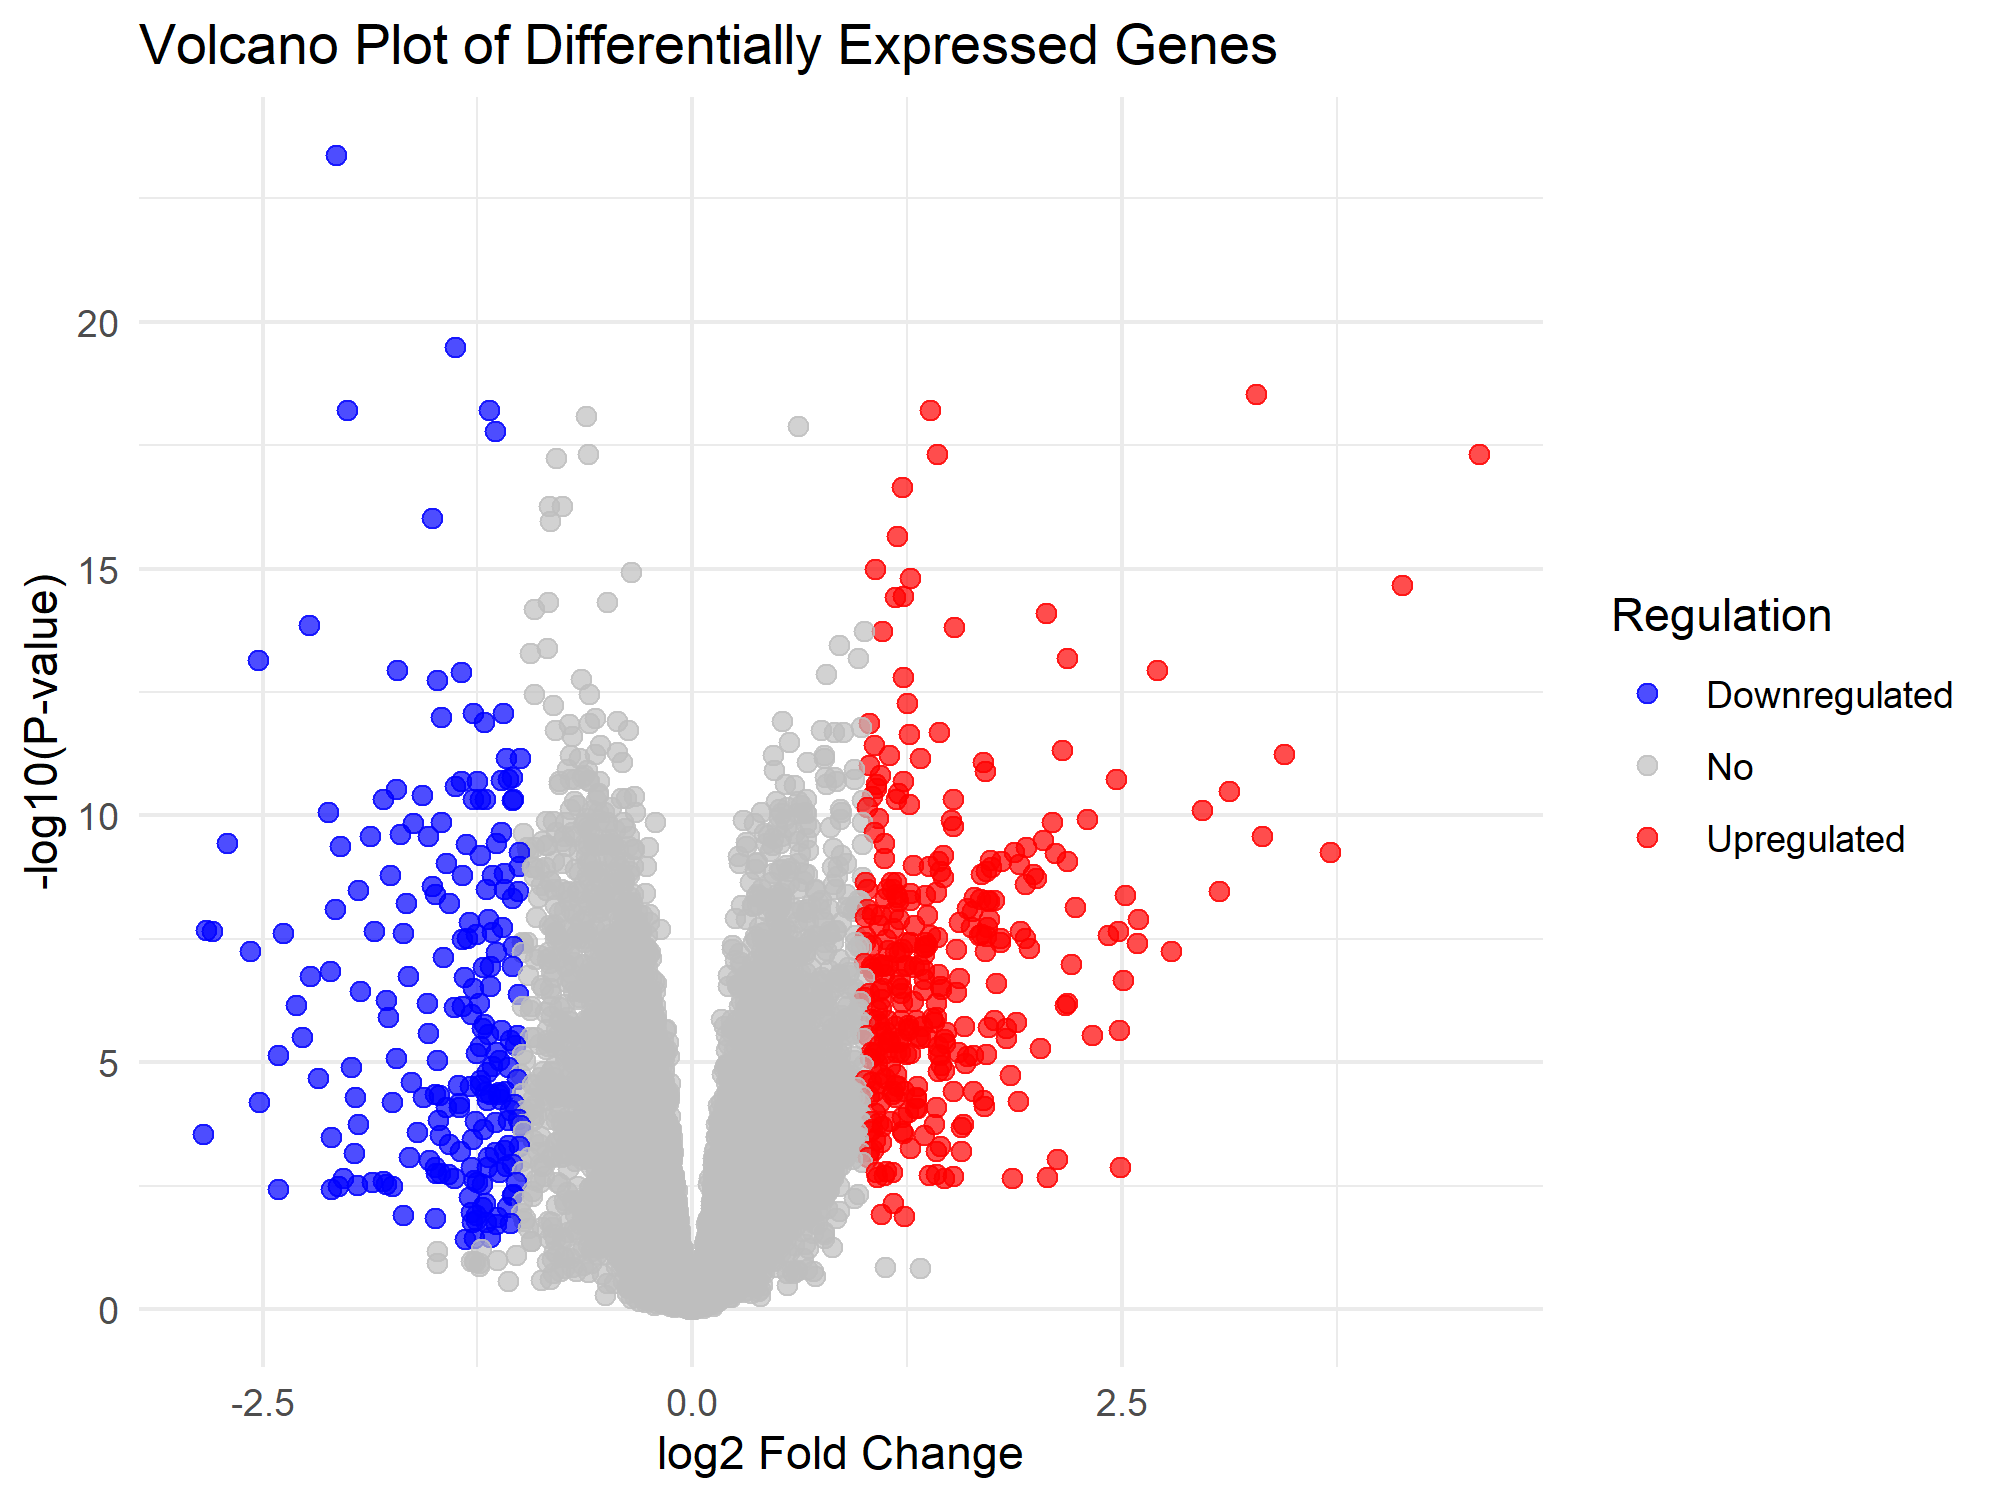 Volcano Plot of Differentially Expressed Genes
-log10(P-value)
20
15
10
5
0
-2.5
0.0
2.5
log2 Fold Change
Regulation
Downregulated
No
Upregulated